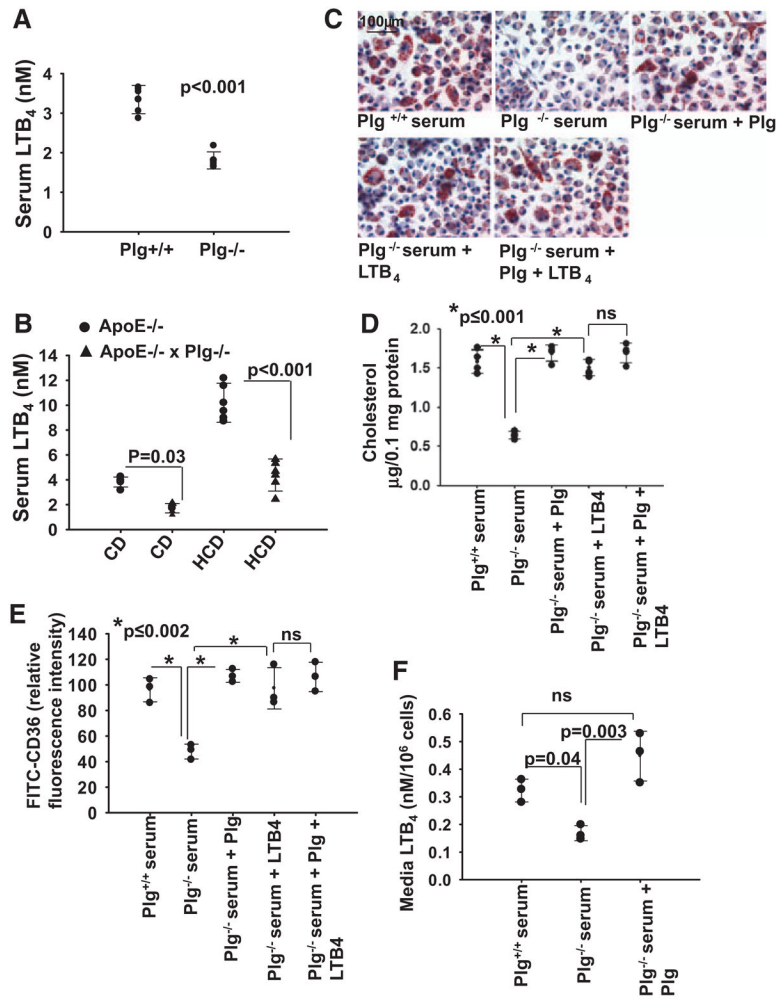 A
Serum LTB4 (nM)
4
3
2
1
0
p<0.001
Plg+/+
Plg-/-
C
100µm
Plg +/+ serum
Plg -/- serum
Plg-/- serum + Plg
Plg-/- serum +
LTB4
Plg-/- serum +
Plg + LTB4
B
ApoE-/-
ApoE-/- x Plg-/-
Serum LTB4 (nM)
14
12
10
8
6
4
2
0
P=0.03
p<0.001
CD
CD
HCD
HCD
D
*p≤0.001
Cholesterol
µg/0.1 mg protein
2.0
1.5
1.0
0.5
0.0
*
*
*
ns
Plg+/+ serum
Plg-/- serum
Plg-/- serum + Plg
Plg-/- serum + LTB4
Plg-/- serum + Plg +
LTB4
E
*p≤0.002
FITC-CD36 (relative
fluorescence intensity)
140
120
100
80
60
40
20
0
*
*
*
ns
Plg+/+ serum
Plg-/- serum
Plg-/- serum + Plg
Plg-/- serum + LTB4
Plg-/- serum + Plg +
LTB4
F
Media LTB4 (nM/10⁶ cells)
0.6
0.5
0.4
0.3
0.2
0.1
0.0
ns
p=0.003
p=0.04
Plg+/+ serum
Plg-/- serum
Plg-/- serum +
Plg